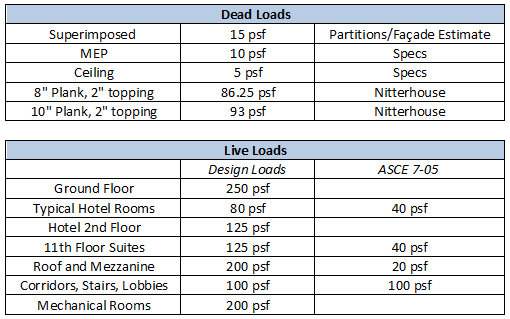 Dead Loads
Superimposed 15 psf Partitions/Façade Estimate
MEP 10 psf Specs
Ceiling 5 psf Specs
8" Plank, 2" topping 86.25 psf Nitterhouse
10" Plank, 2" topping 93 psf Nitterhouse
Live Loads
Design Loads ASCE 7-05
Ground Floor 250 psf
Typical Hotel Rooms 80 psf 40 psf
Hotel 2nd Floor 125 psf
11th Floor Suites 125 psf 40 psf
Roof and Mezzanine 200 psf 20 psf
Corridors, Stairs, Lobbies 100 psf 100 psf
Mechanical Rooms 200 psf